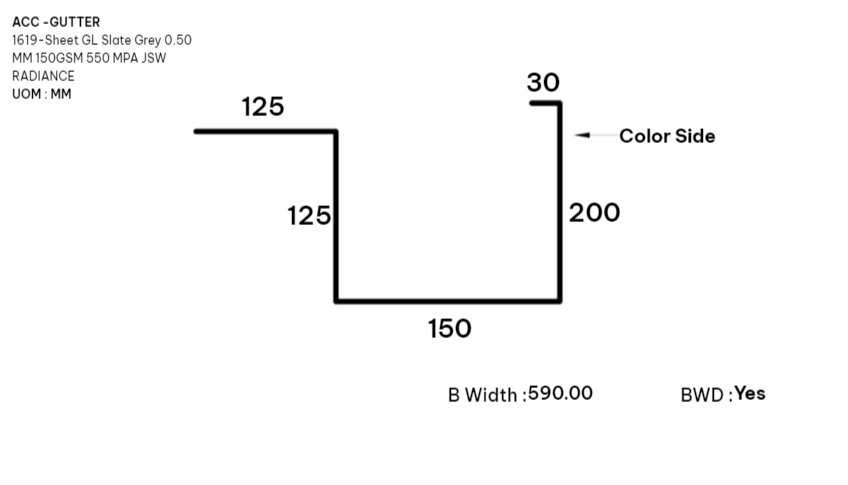 ACC -GUTTER
1619-Sheet GL Slate Grey 0.50
MM 150GSM 550 MPA JSW
RADIANCE
UOM : MM
30
125
Color Side
125
200
150
B Width :590.00
BWD :Yes